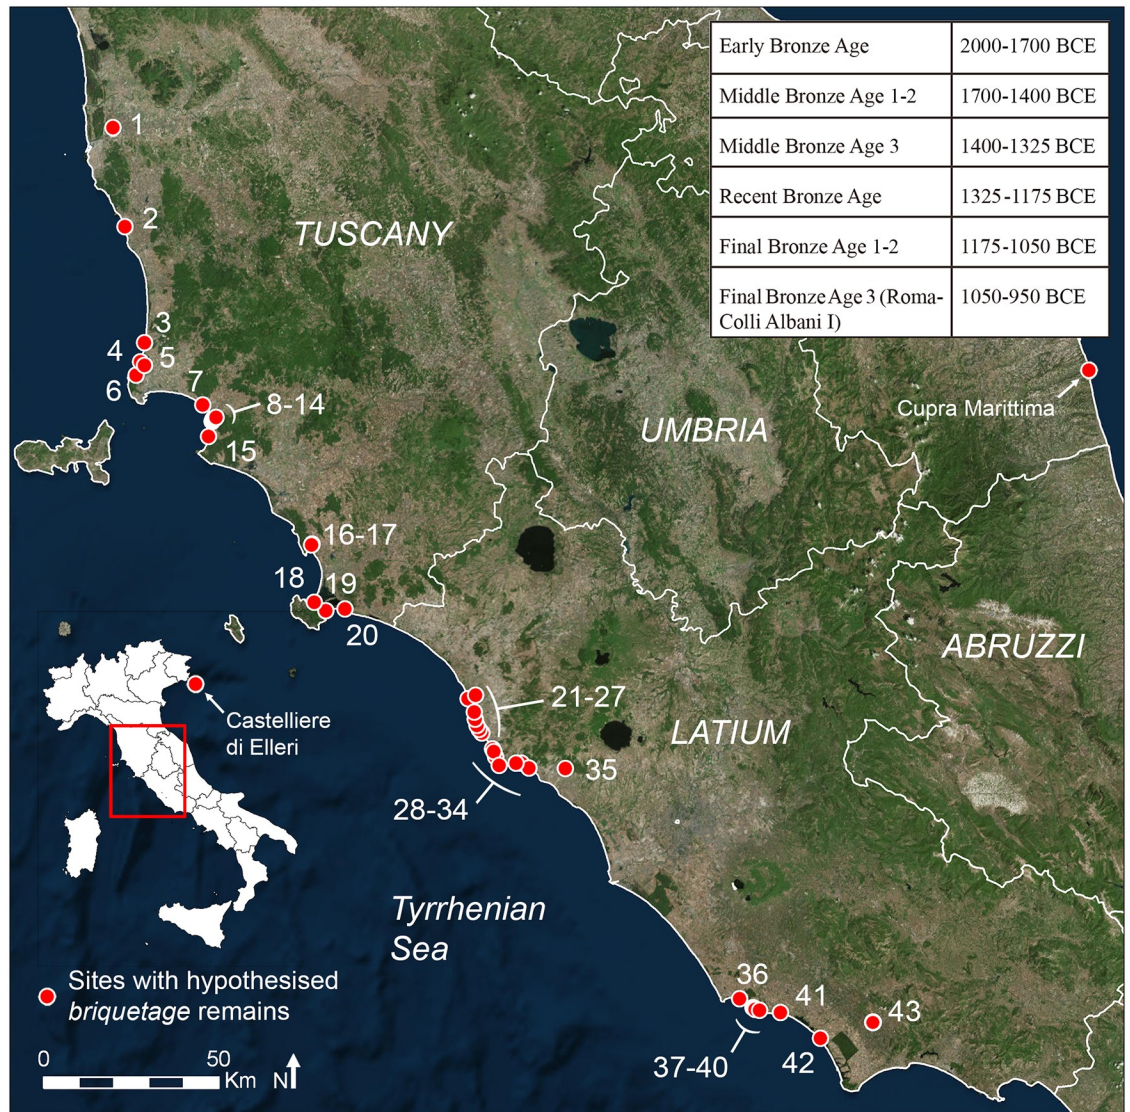 Early Bronze Age 2000-1700 BCE
Middle Bronze Age 1-2 1700-1400 BCE
Middle Bronze Age 3 1400-1325 BCE
Recent Bronze Age 1325-1175 BCE
Final Bronze Age 1-2 1175-1050 BCE
Final Bronze Age 3 (Roma- 1050-950 BCE
Colli Albani I)
1
2
TUSCANY
3
4
5
6
7
8-14
15
Cupra Marittima
UMBRIA
16-17
18
19
20
ABRUZZI
21-27
LATIUM
Castelliere
di Elleri
35
28-34
Tyrrhenian
Sea
36
41
43
37-40
42
Sites with hypothesised
briquetage remains
0 50
Km
N